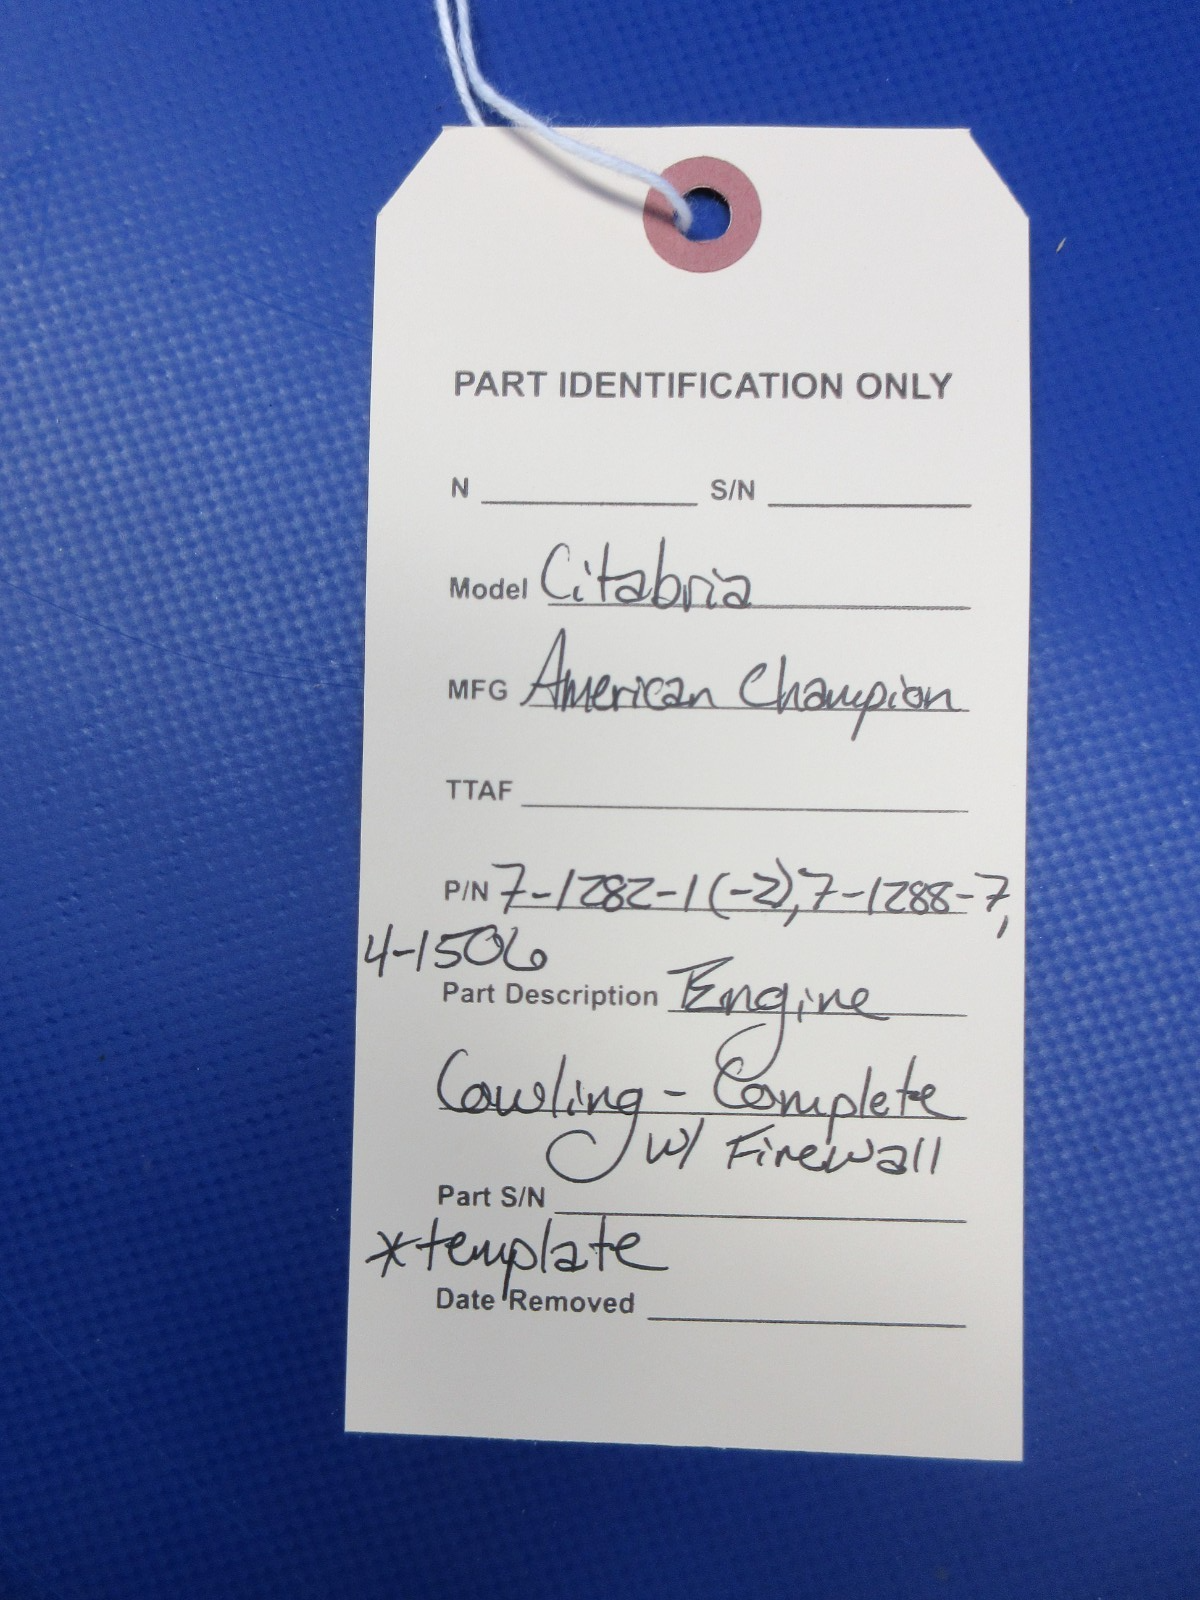 PART IDENTIFICATION ONLY
N S/N
Model Citabria
MFG American Champion
TTAF
P/N 7-1282-1 (-2), 7-1288-7,
4-1506
Part Description Engine
Cowling - Complete
w/ Firewall
Part S/N
*template
Date Removed